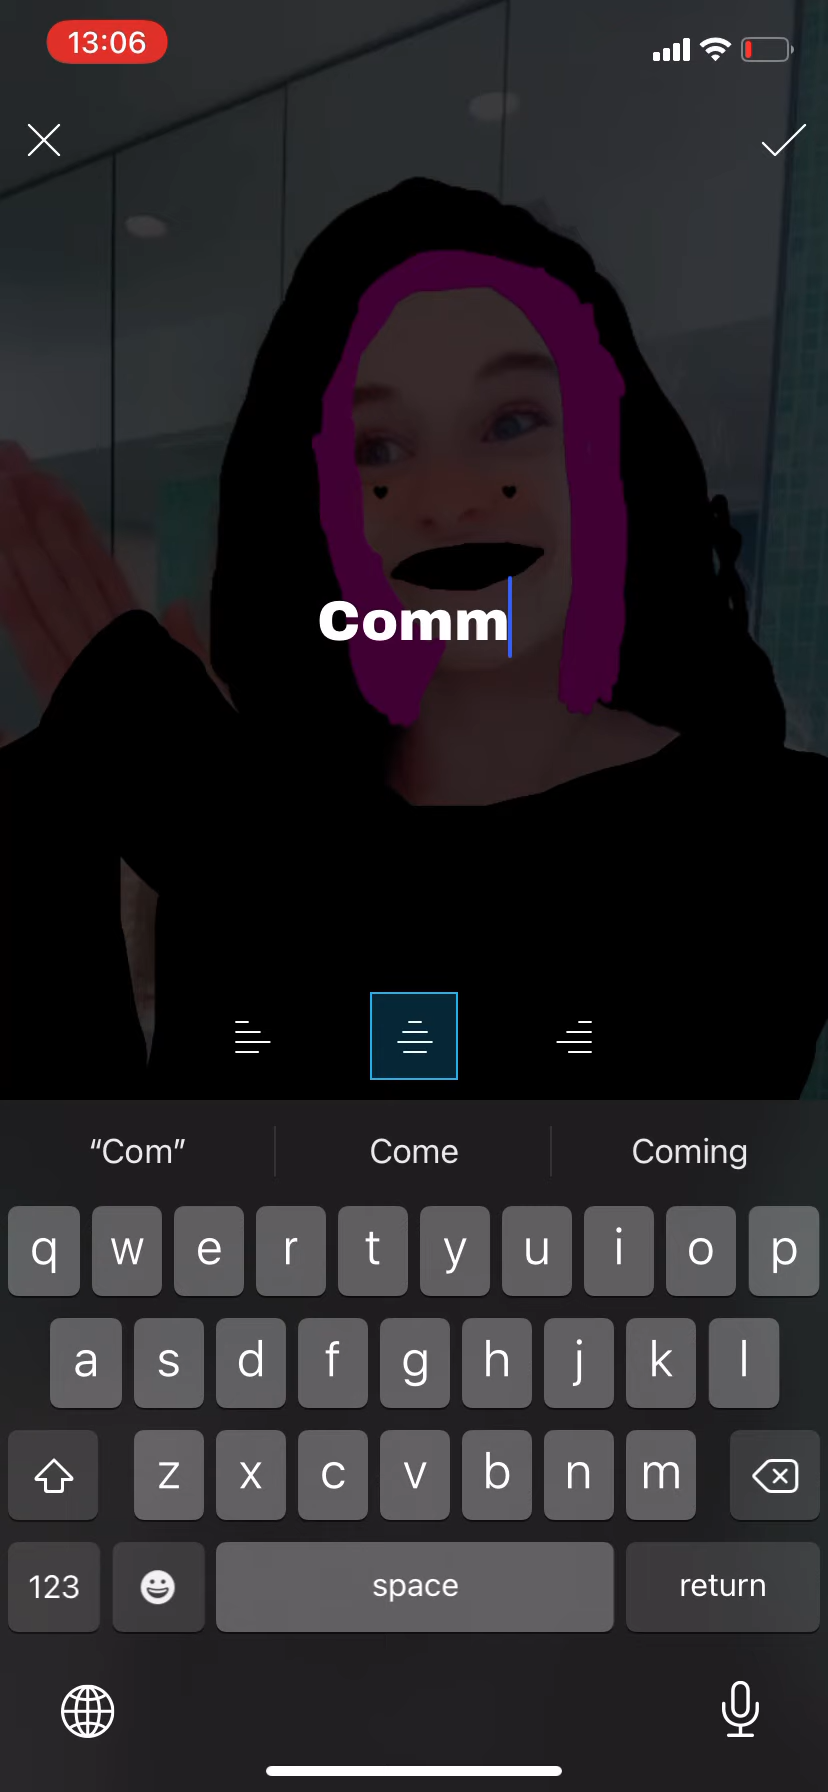 13:06
Comm
“Com” Come Coming
q w e r t y u i o p
a s d f g h j k l
z x c v b n m
123 space return